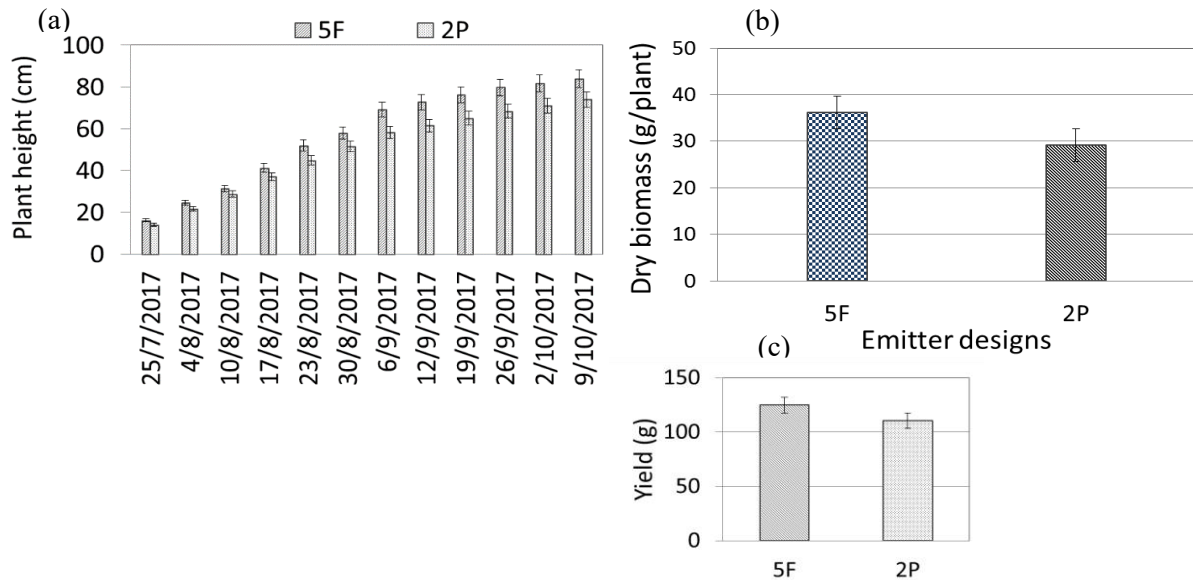 (a)
5F 2P
Plant height (cm)
100
80
60
40
20
0
25/7/2017
4/8/2017
10/8/2017
17/8/2017
23/8/2017
30/8/2017
6/9/2017
12/9/2017
19/9/2017
26/9/2017
2/10/2017
9/10/2017
(b)
Dry biomass (g/plant)
50
40
30
20
10
0
5F 2P
Emitter designs
(c)
Yield (g)
150
100
50
0
5F 2P